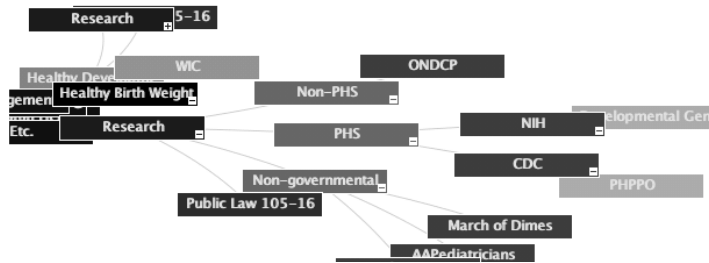 Research
5-16
WIC
ONDCP
Healthy
Healthy Birth Weight
Non-PHS
Etc.
Research
PHS
NIH
CDC
Non-governmental
PHPPO
Public Law 105-16
March of Dimes
AAPediatricians